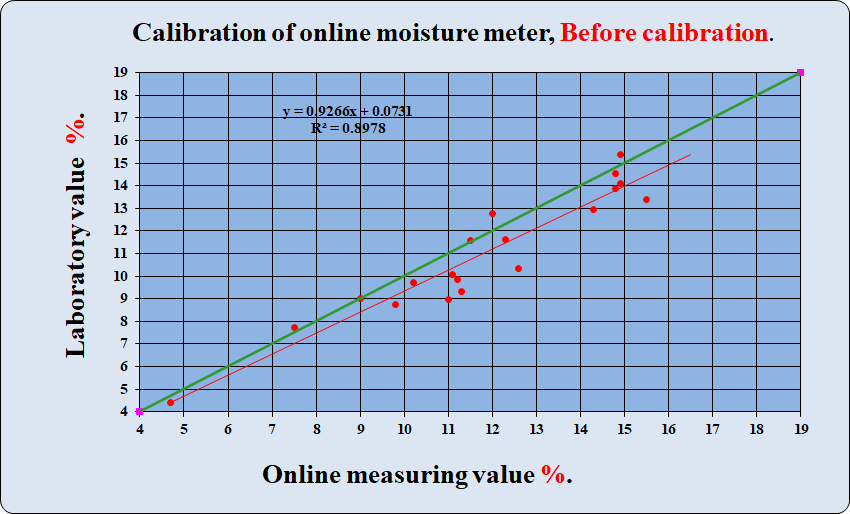 Calibration of online moisture meter, Before calibration.
y = 0.9266x + 0.0731
R² = 0.8978
Laboratory value %.
19
18
17
16
15
14
13
12
11
10
9
8
7
6
5
4
4 5 6 7 8 9 10 11 12 13 14 15 16 17 18 19
Online measuring value %.